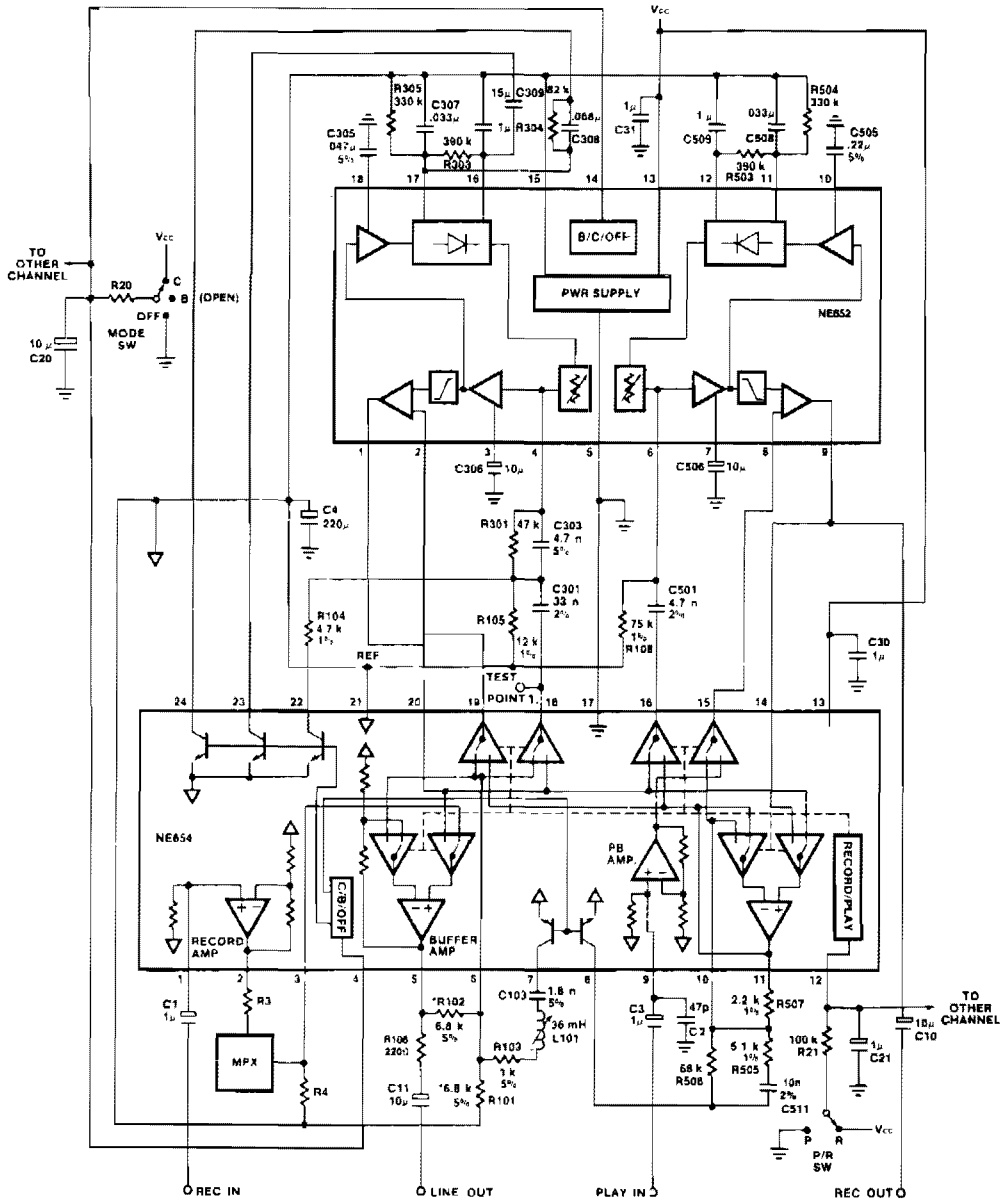 Vcc
R305
330 k
C307
.033µ
15µ
C309
82 k
R504
330 k
C305
.047µ
5%
390 k
R303
1µ
R304
.068µ
C308
1µ
C31
1µ
C509
033µ
C508
390 k
R503
C505
.22µ
5%
18
17
16
15
14
13
12
11
10
B/C/OFF
PWR SUPPLY
NE652
TO
OTHER
CHANNEL
Vcc
R20
C
B
(OPEN)
OFF
MODE
SW
10 µ
C20
1
2
3
4
5
6
7
8
9
C306
10µ
C506
10µ
C4
220µ
R301
47 k
C303
4.7 n
5%
C301
33 n
2%
R104
4.7 k
1%
R105
12 k
1%
C501
4.7 n
2%
75 k
1%
R108
C30
1µ
REF
TEST
POINT 1.
24
23
22
21
20
19
18
17
16
15
14
13
NE654
C/B/OFF
RECORD
AMP
BUFFER
AMP
PB
AMP.
RECORD/PLAY
1
2
3
4
5
6
7
8
9
10
11
12
C1
1µ
R3
MPX
R4
*R102
6.8 k
5%
R106
220Ω
C11
10µ
C103
1.8 n
5%
36 mH
L101
R103
1 k
5%
*6.8 k
5%
R101
C3
1µ
47p
C2
2.2 k
1%
R507
5.1 k
1%
R505
68 k
R506
10n
2%
C511
100 k
R21
1µ
C21
10µ
C10
TO
OTHER
CHANNEL
P
R
Vcc
P/R
SW
REC IN
LINE OUT
PLAY IN
REC OUT